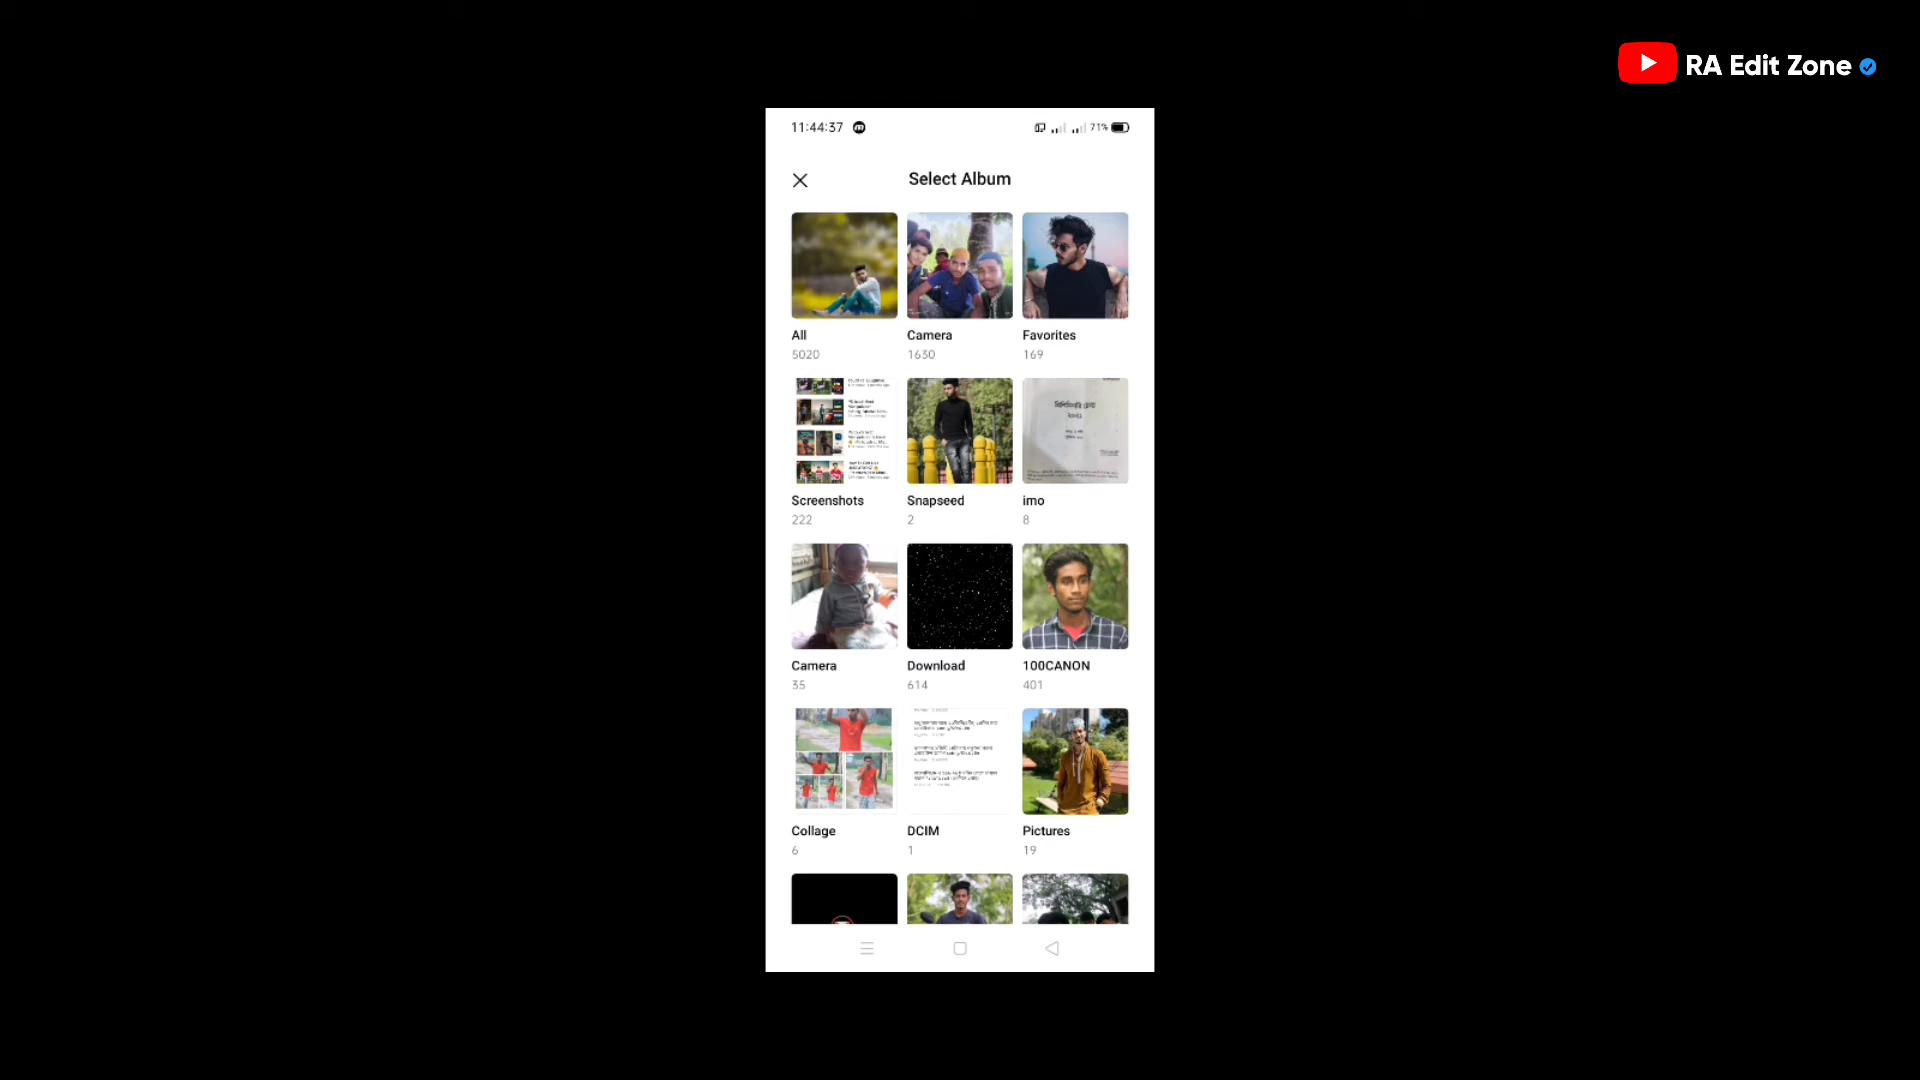 RA Edit Zone
11:44:37
71%
Select Album
All
5020
Camera
1630
Favorites
169
Screenshots
222
Snapseed
2
imo
8
Camera
35
Download
614
100CANON
401
Collage
6
DCIM
1
Pictures
19